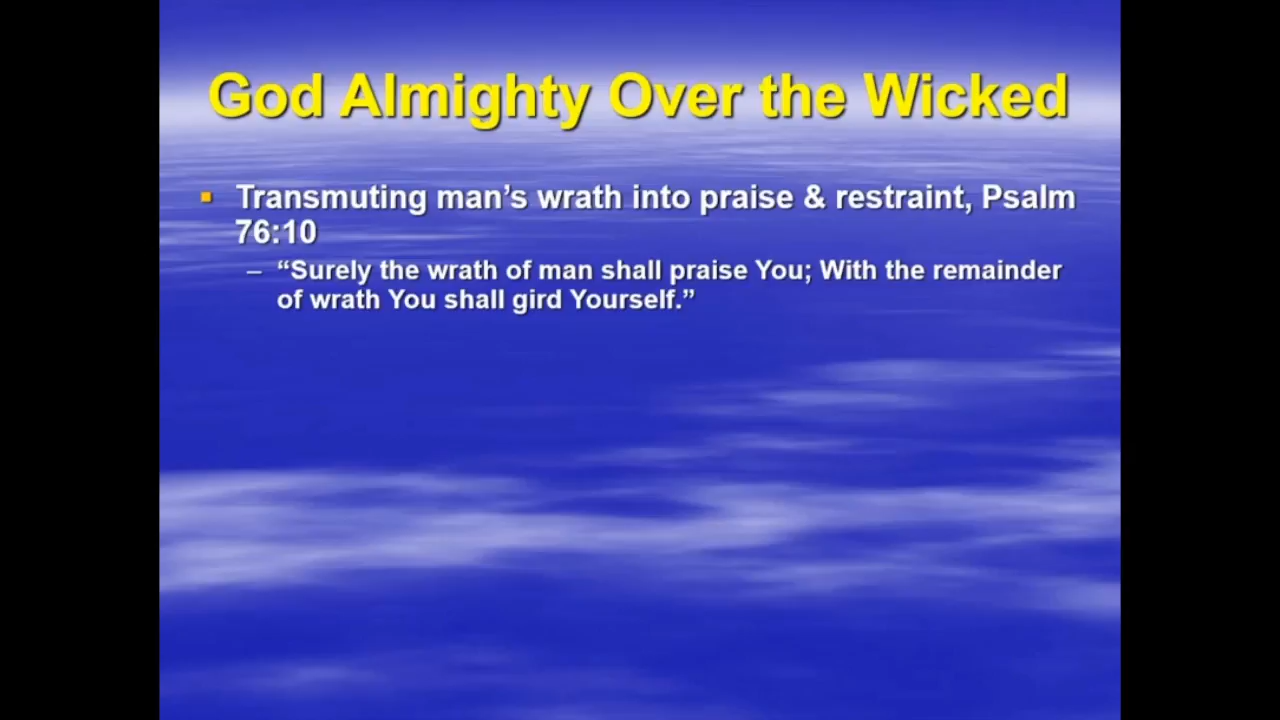 God Almighty Over the Wicked
▪ Transmuting man’s wrath into praise & restraint, Psalm
76:10
– “Surely the wrath of man shall praise You; With the remainder
of wrath You shall gird Yourself.”